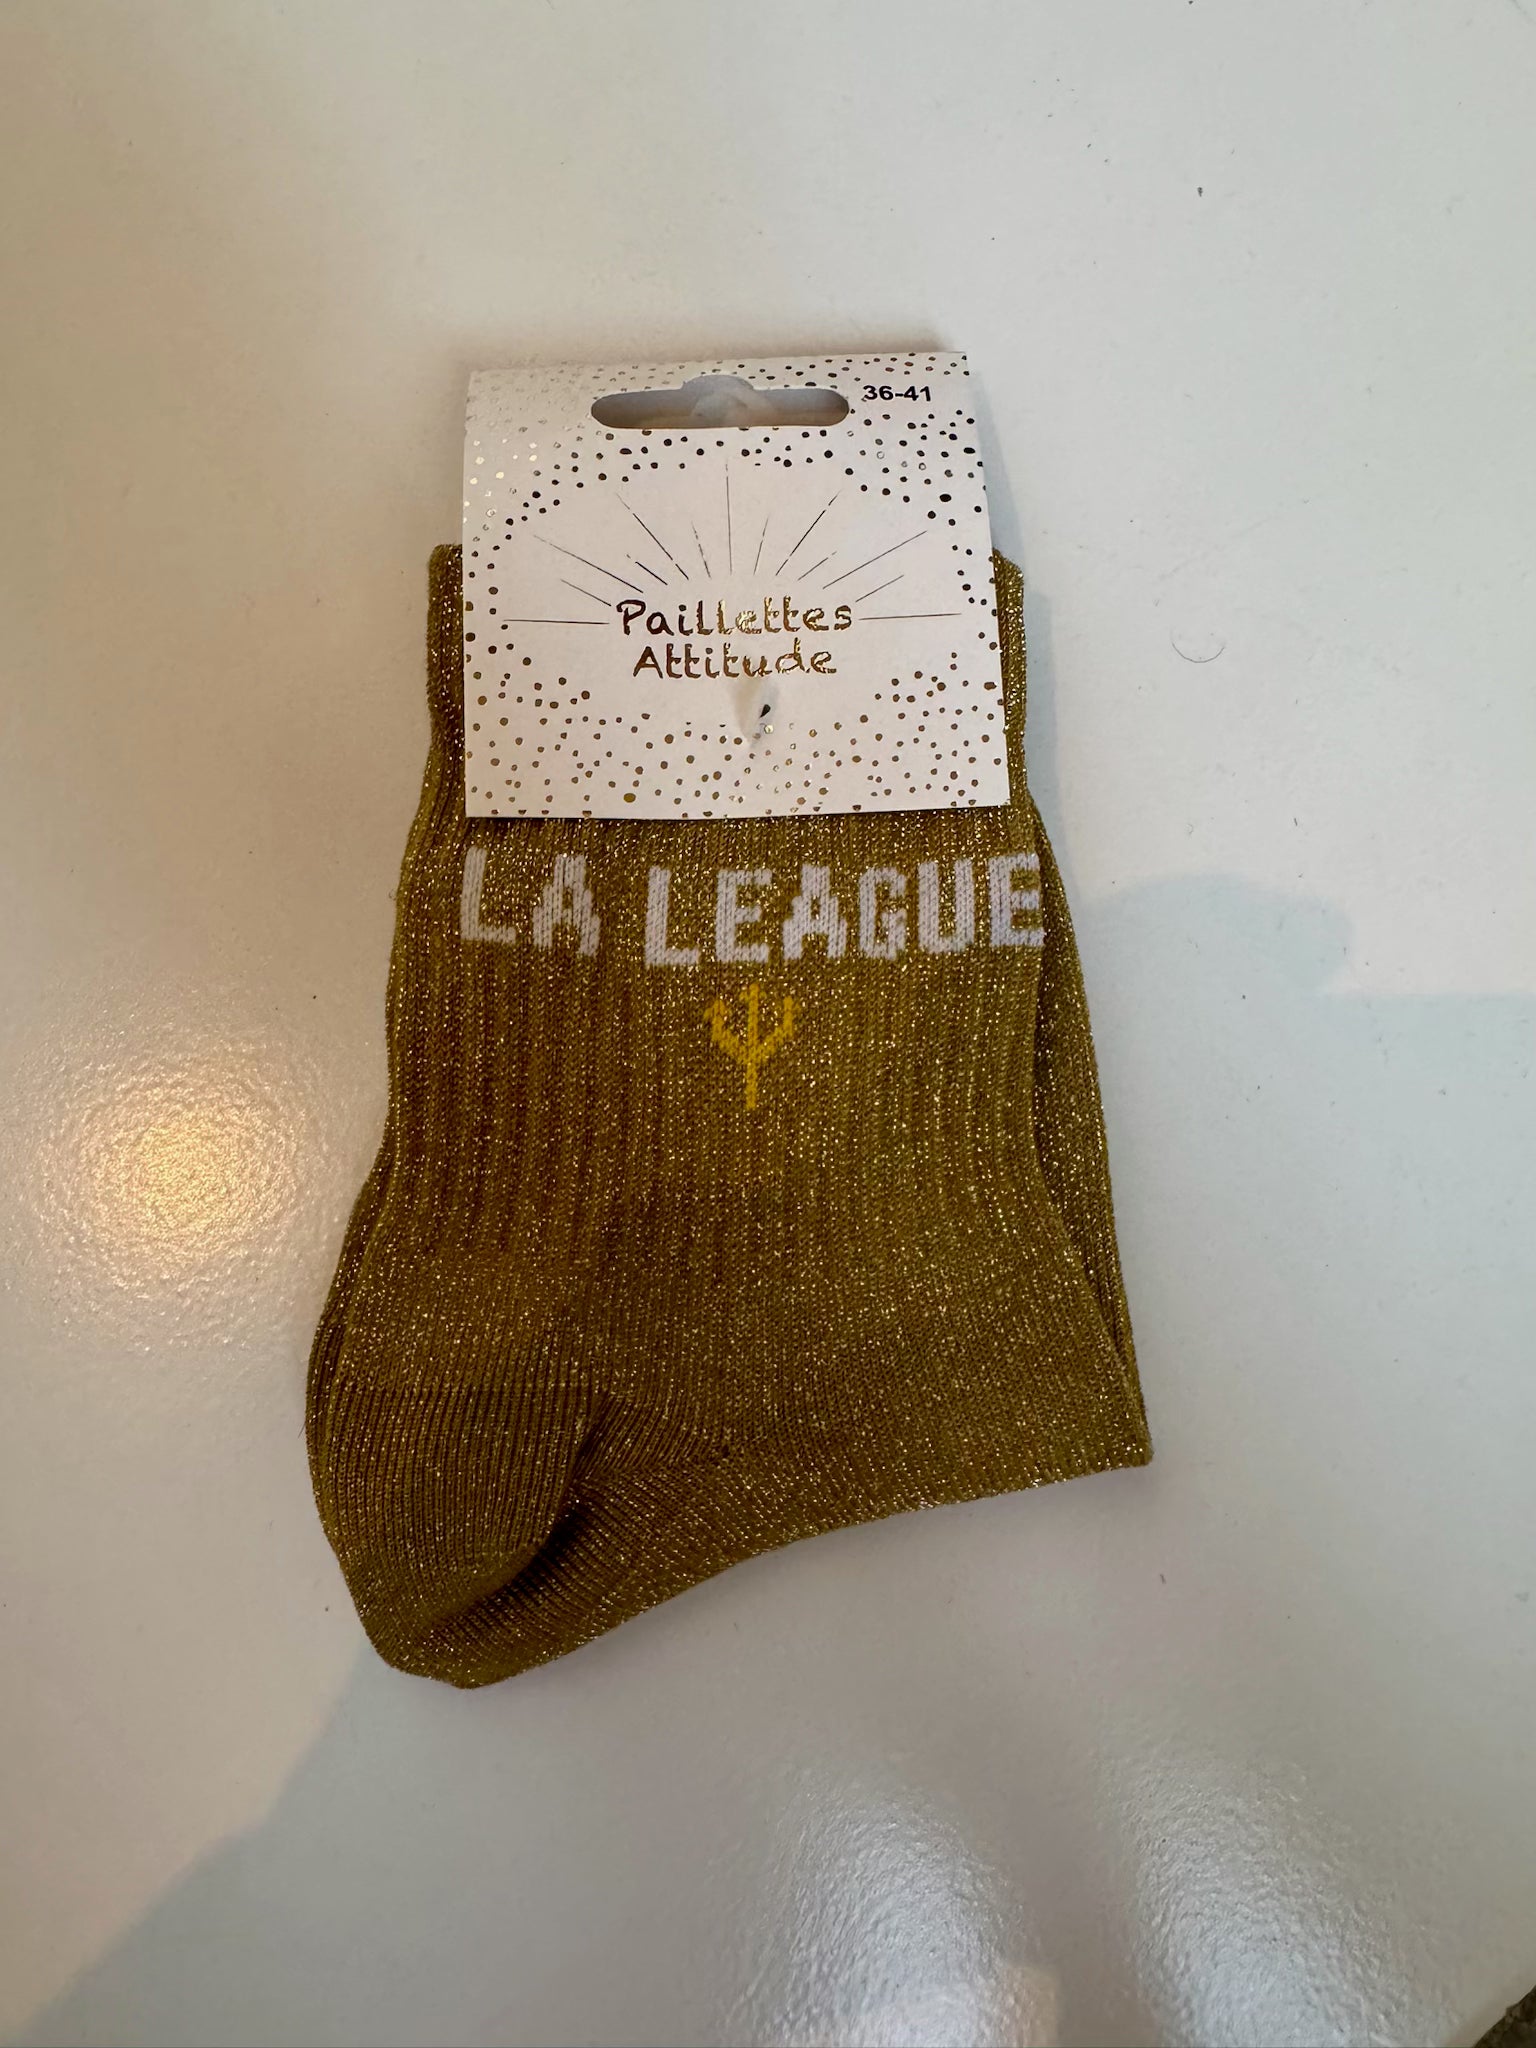 36-41
Paillettes
Attitude
LA LEAGUE